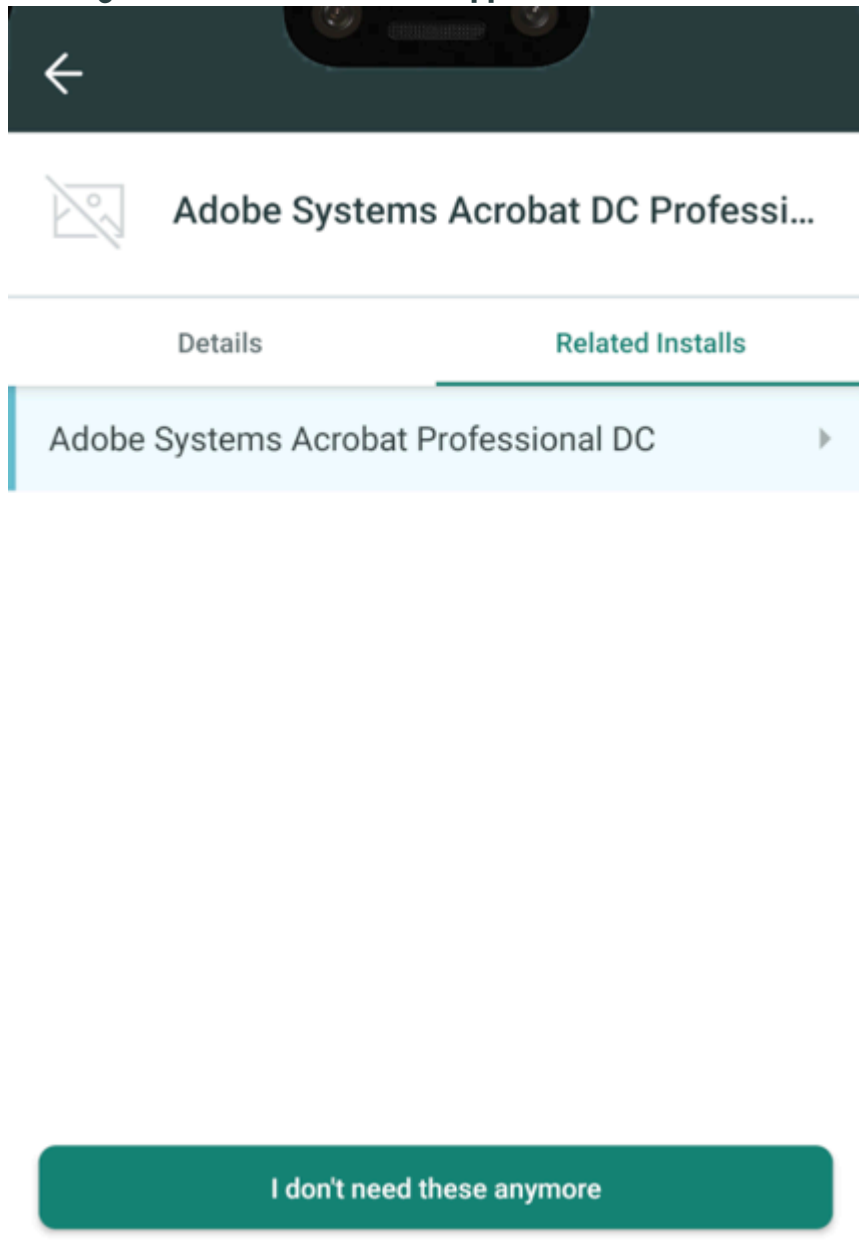 Adobe Systems Acrobat DC Professi...
Details
Related Installs
Adobe Systems Acrobat Professional DC
I don't need these anymore